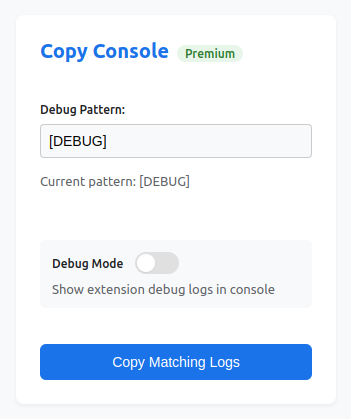 Copy Console Premium
Debug Pattern:
[DEBUG]
Current pattern: [DEBUG]
Debug Mode
Show extension debug logs in console
Copy Matching Logs